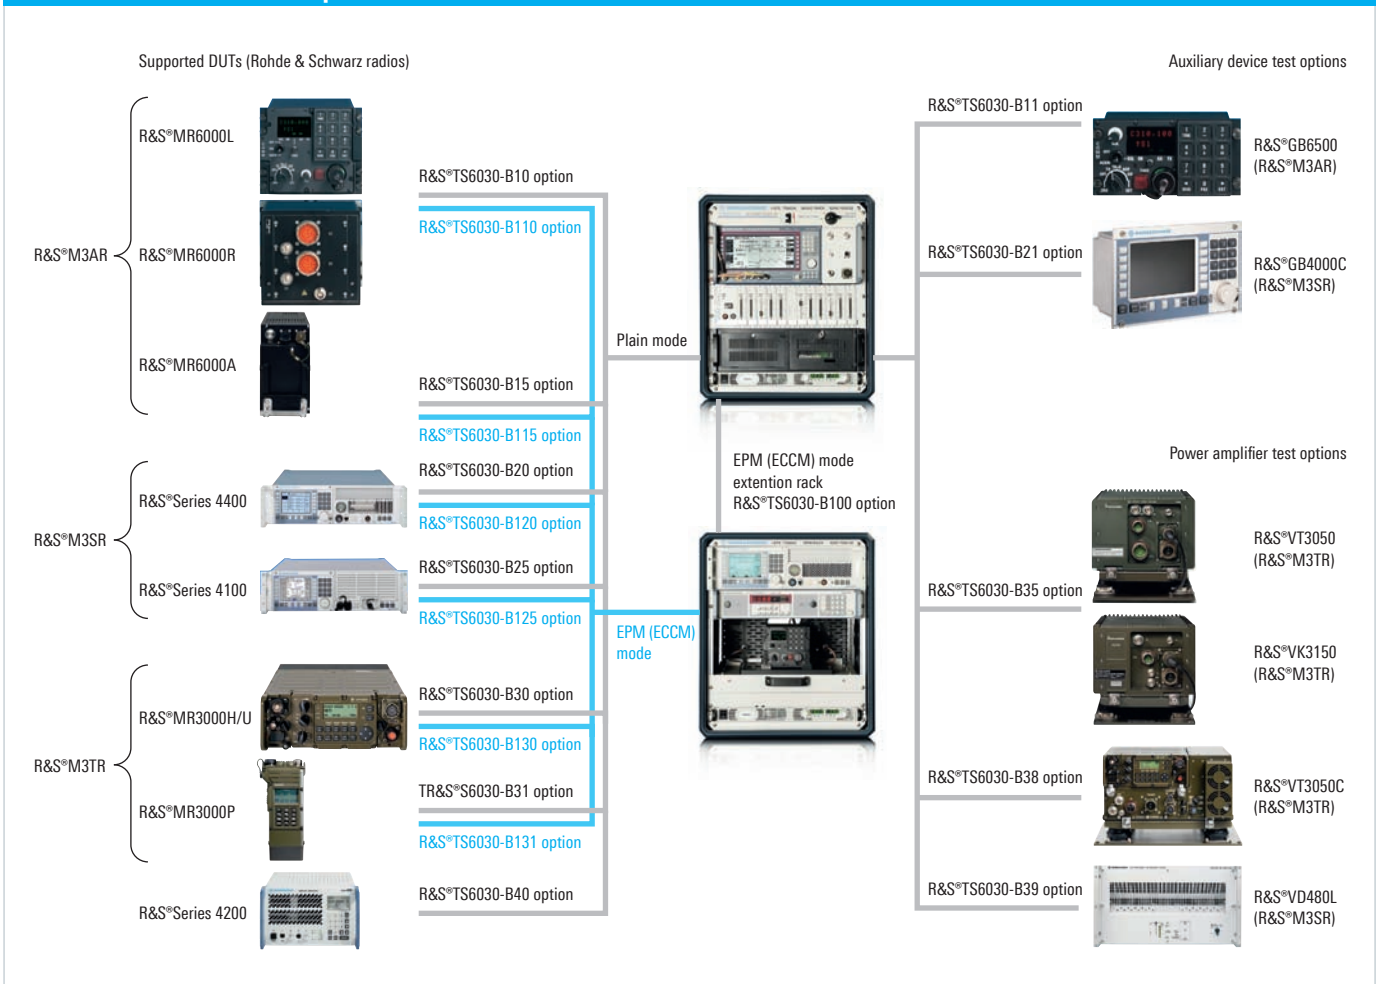 Supported DUTs (Rohde & Schwarz radios)
R&S®M3AR
R&S®MR6000L
R&S®MR6000R
R&S®MR6000A
R&S®M3SR
R&S®Series 4400
R&S®Series 4100
R&S®M3TR
R&S®MR3000H/U
R&S®MR3000P
R&S®Series 4200
R&S®TS6030-B10 option
R&S®TS6030-B110 option
R&S®TS6030-B15 option
R&S®TS6030-B115 option
R&S®TS6030-B20 option
R&S®TS6030-B120 option
R&S®TS6030-B25 option
R&S®TS6030-B125 option
R&S®TS6030-B30 option
R&S®TS6030-B130 option
TR&S®S6030-B31 option
R&S®TS6030-B131 option
R&S®TS6030-B40 option
Plain mode
EPM (ECCM)
mode
EPM (ECCM) mode
extention rack
R&S®TS6030-B100 option
Auxiliary device test options
R&S®TS6030-B11 option
R&S®GB6500
(R&S®M3AR)
R&S®TS6030-B21 option
R&S®GB4000C
(R&S®M3SR)
Power amplifier test options
R&S®TS6030-B35 option
R&S®VT3050
(R&S®M3TR)
R&S®VK3150
(R&S®M3TR)
R&S®TS6030-B38 option
R&S®VT3050C
(R&S®M3TR)
R&S®TS6030-B39 option
R&S®VD480L
(R&S®M3SR)